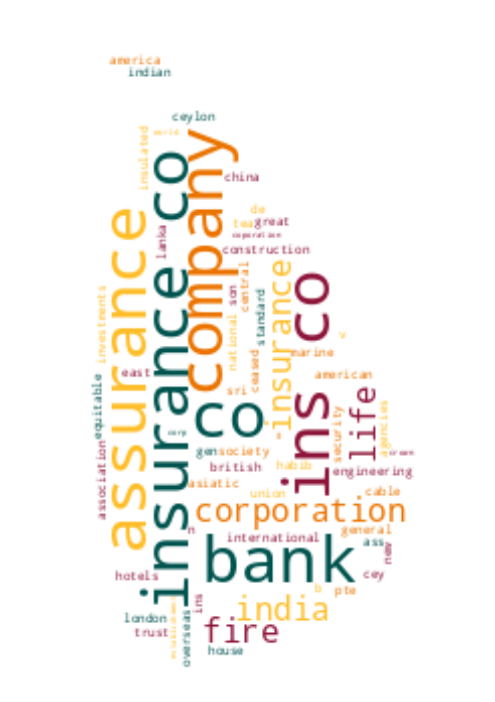 america
indian
ceylon
world
insulated
insurance co
company
china
assurance
de
tea
great
corporation
lanka
construction
insurance
central
son
standard
ins co
investments
national
v
ceased
marine
east
american
equitable
sri
life
co
agencies
security
corp
association
gen
society
crown
british
habib
engineering
asiatic
union
cable
corporation
n
general
international
ass
new
bank
hotels
cey
b
pte
ins
india
london
overseas
trust
fire
house